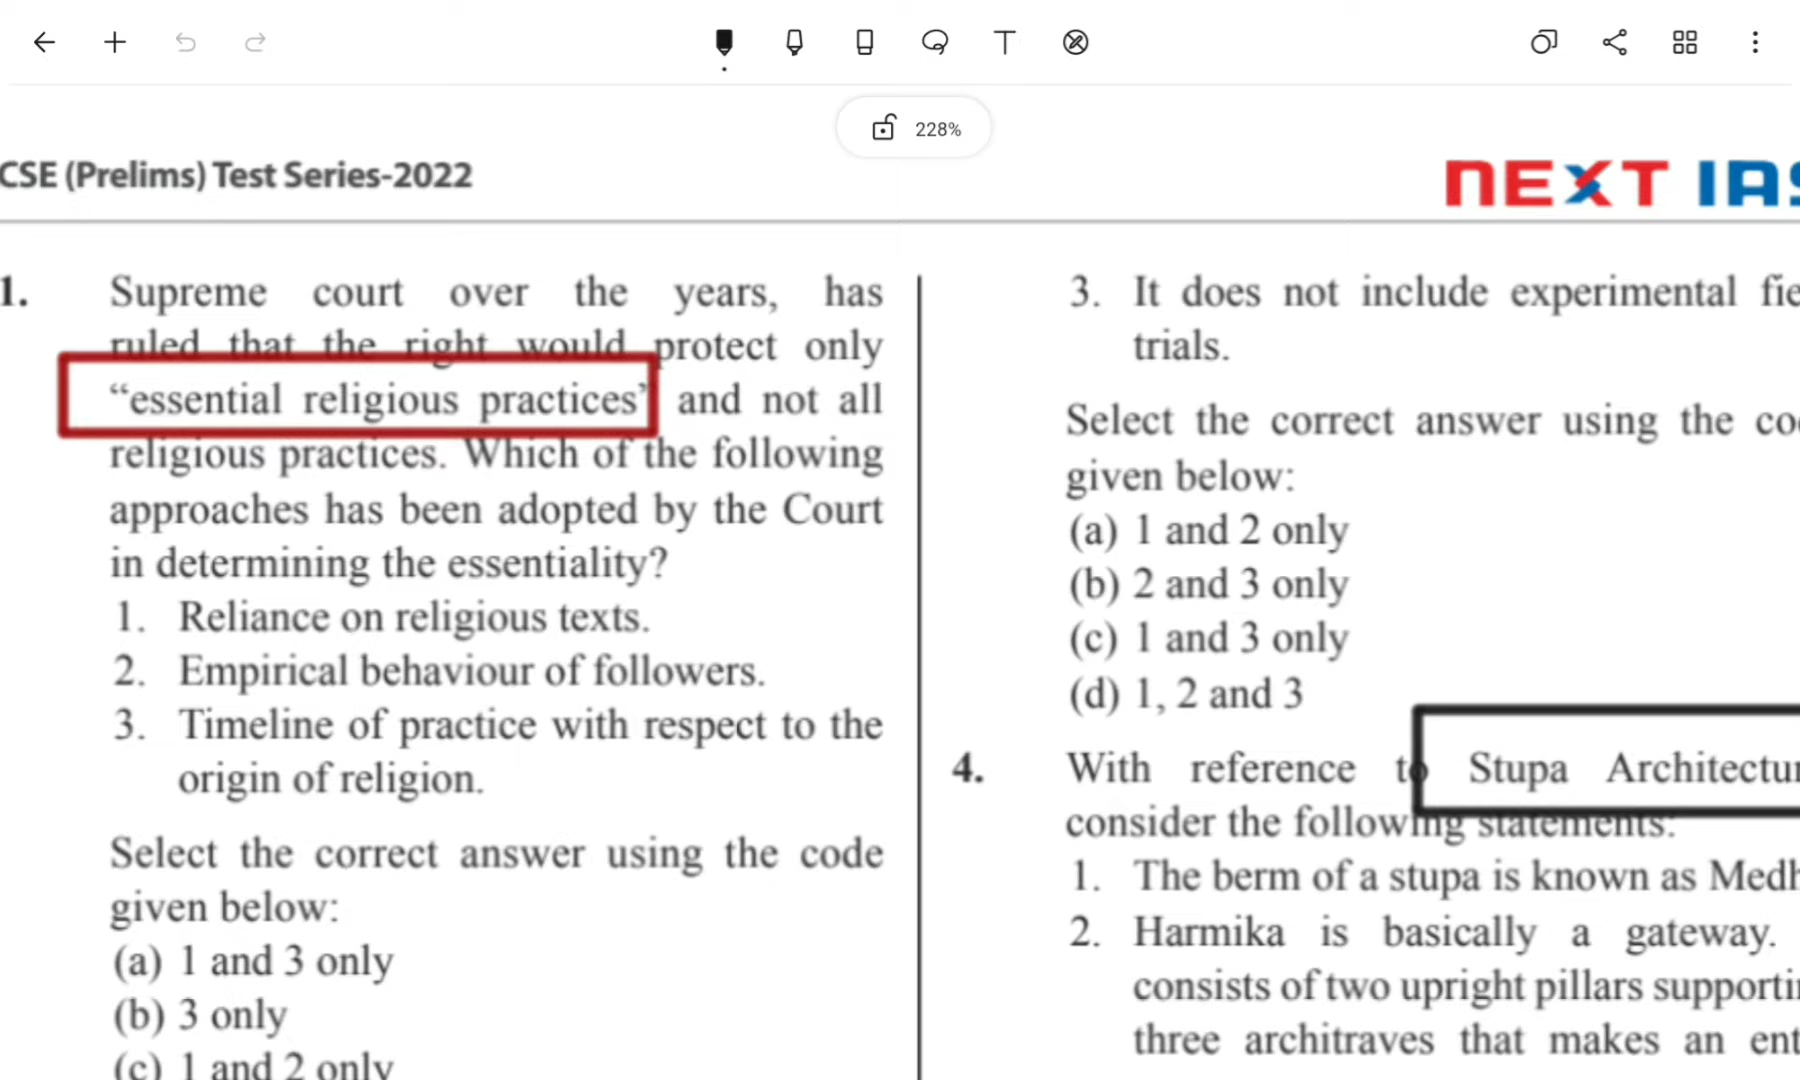 228%
CSE (Prelims) Test Series-2022
NEXT IAS
1. Supreme court over the years, has
ruled that the right would protect only
“essential religious practices” and not all
religious practices. Which of the following
approaches has been adopted by the Court
in determining the essentiality?
1. Reliance on religious texts.
2. Empirical behaviour of followers.
3. Timeline of practice with respect to the
origin of religion.
Select the correct answer using the code
given below:
(a) 1 and 3 only
(b) 3 only
(c) 1 and 2 only
3. It does not include experimental
trials.
Select the correct answer using the
given below:
(a) 1 and 2 only
(b) 2 and 3 only
(c) 1 and 3 only
(d) 1, 2 and 3
4. With reference to Stupa
consider the following statements:
1. The berm of a stupa is known as
2. Harmika is basically a gateway.
consists of two upright pillars
three architraves that makes an